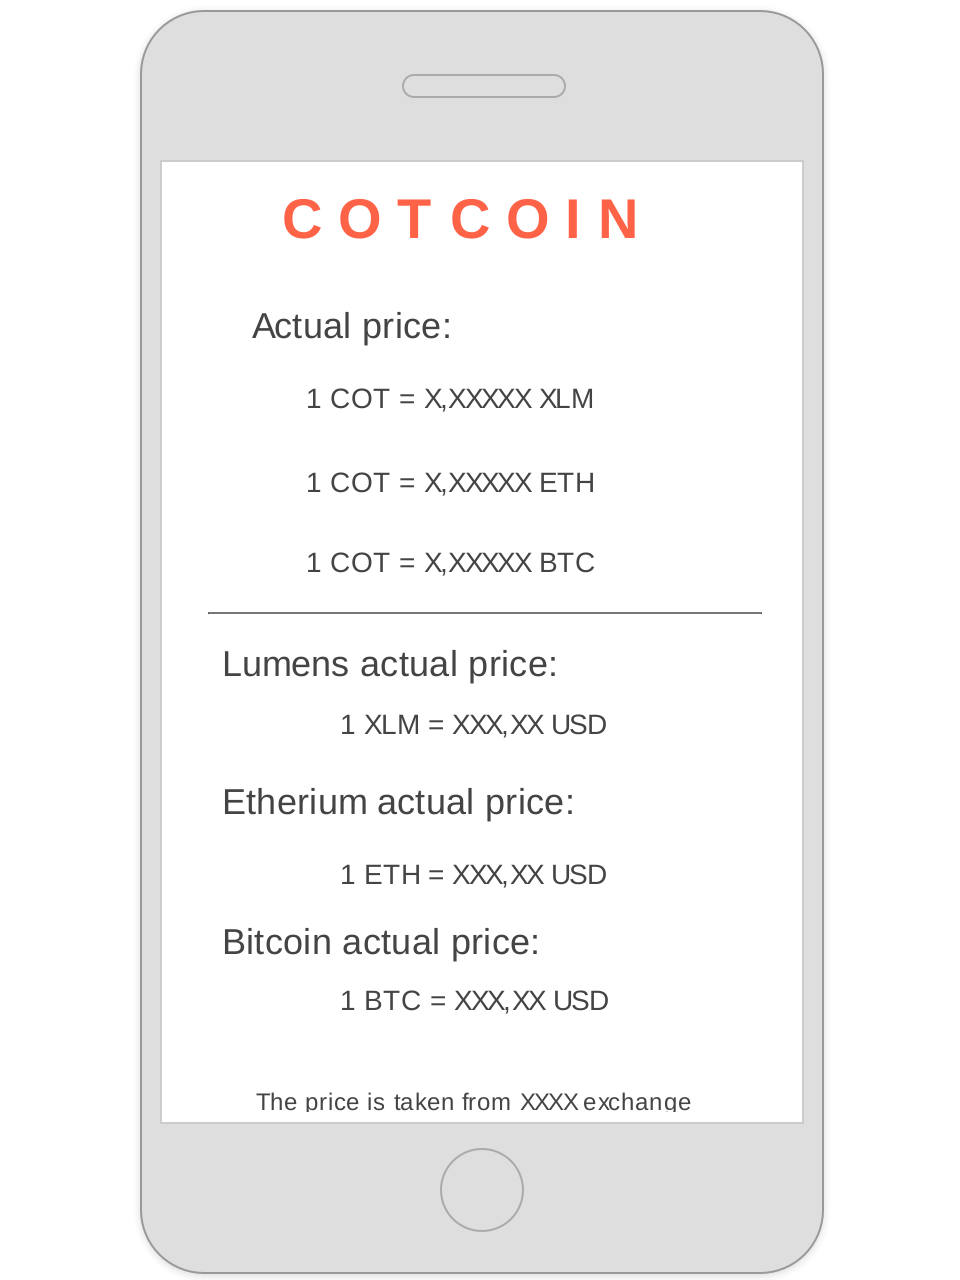 COTCOIN
Actual price:
1 COT = X,XXXXX XLM
1 COT = X,XXXXX ETH
1 COT = X,XXXXX BTC
Lumens actual price:
1 XLM = XXX,XX USD
Etherium actual price:
1 ETH = XXX,XX USD
Bitcoin actual price:
1 BTC = XXX,XX USD
The price is taken from XXXX exchange